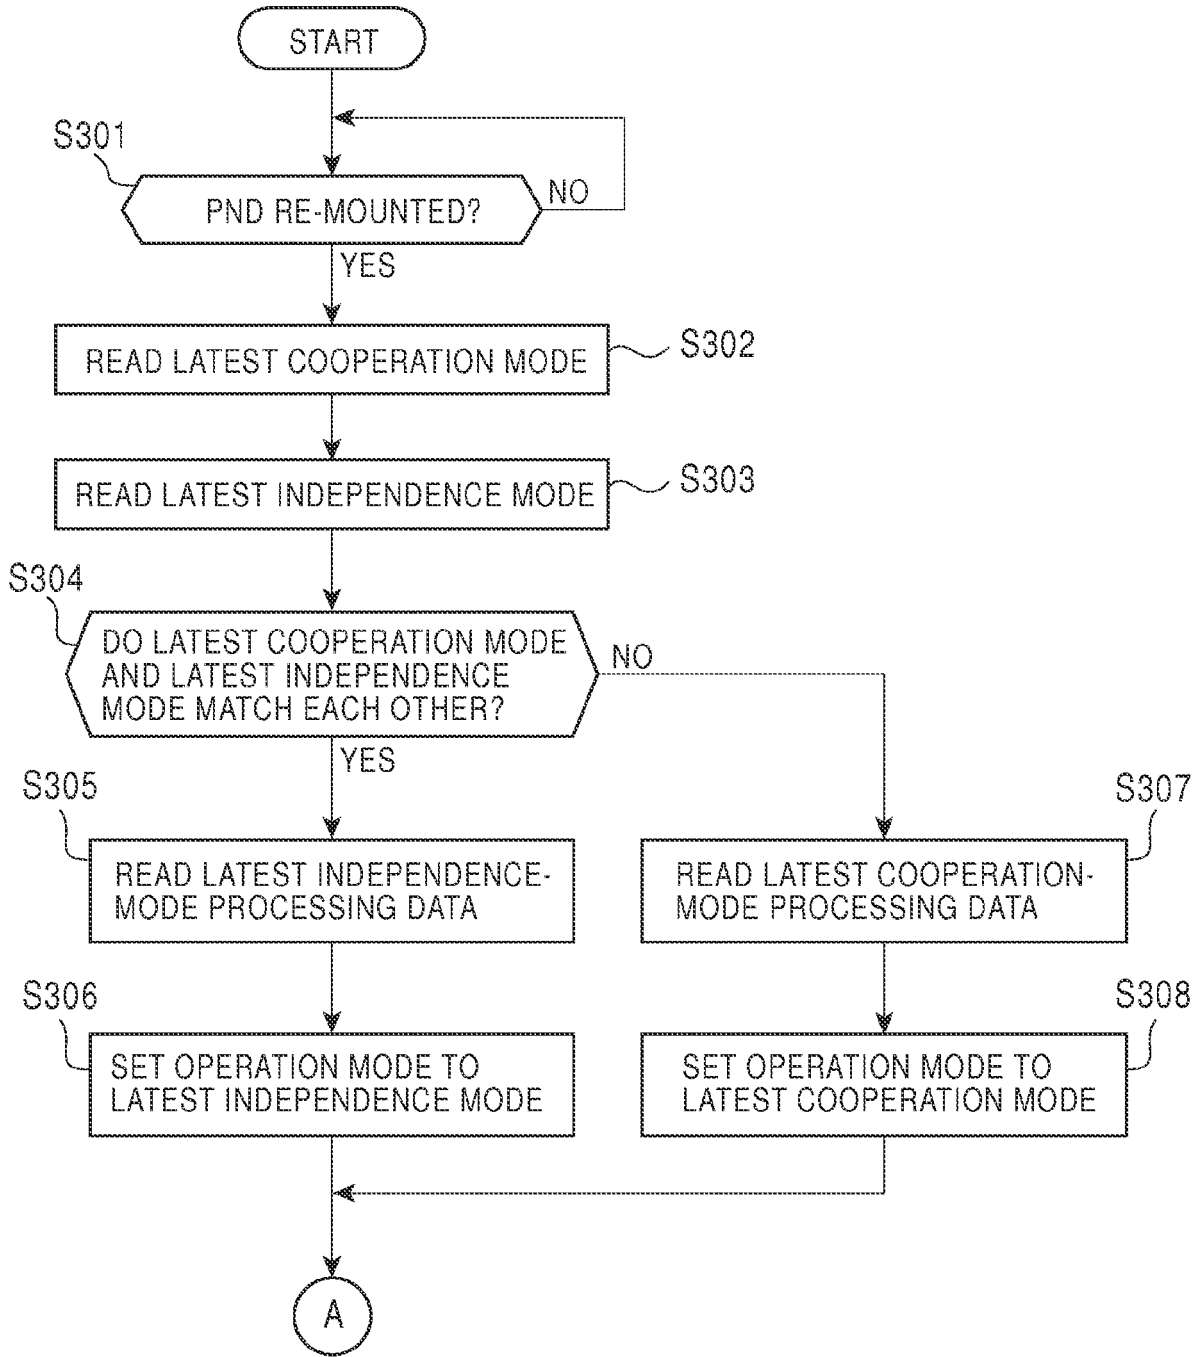 START
S301
PND RE-MOUNTED?
NO
YES
READ LATEST COOPERATION MODE
S302
READ LATEST INDEPENDENCE MODE
S303
S304
DO LATEST COOPERATION MODE
AND LATEST INDEPENDENCE
MODE MATCH EACH OTHER?
NO
YES
S305
READ LATEST INDEPENDENCE-
MODE PROCESSING DATA
S307
READ LATEST COOPERATION-
MODE PROCESSING DATA
S306
SET OPERATION MODE TO
LATEST INDEPENDENCE MODE
S308
SET OPERATION MODE TO
LATEST COOPERATION MODE
A